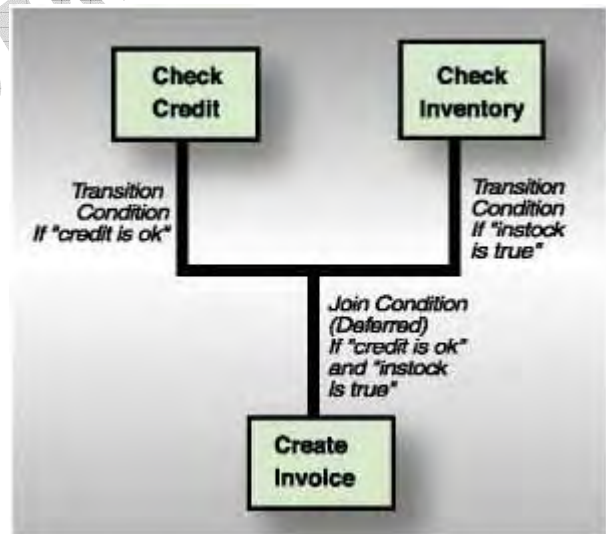 Check
Credit
Check
Inventory
Transition
Condition
If "credit is ok"
Transition
Condition
If "instock
is true"
Join Condition
(Deferred)
If "credit is ok"
and "instock
is true"
Create
Invoice